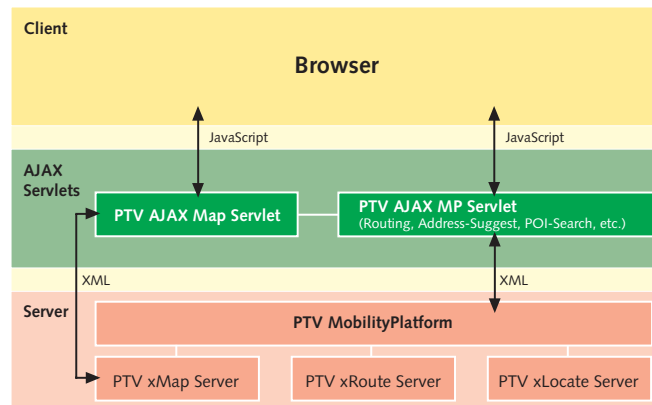 Client
Browser
JavaScript
JavaScript
AJAX
Servlets
PTV AJAX Map Servlet
PTV AJAX MP Servlet
(Routing, Address-Suggest, POI-Search, etc.)
XML
XML
Server
PTV MobilityPlatform
PTV xMap Server
PTV xRoute Server
PTV xLocate Server